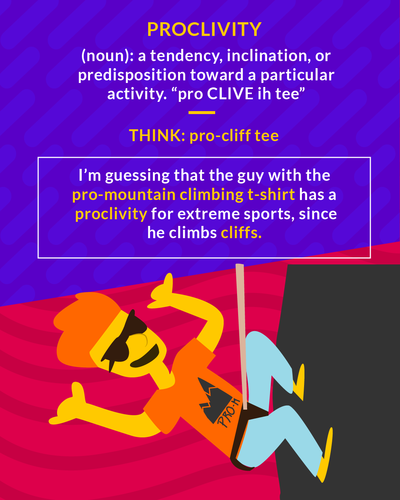 PROCLIVITY
(noun): a tendency, inclination, or
predisposition toward a particular
activity. “pro CLIVE ih tee”
THINK: pro-cliff tee
I’m guessing that the guy with the
pro-mountain climbing t-shirt has a
proclivity for extreme sports, since
he climbs cliffs.
PRO-M